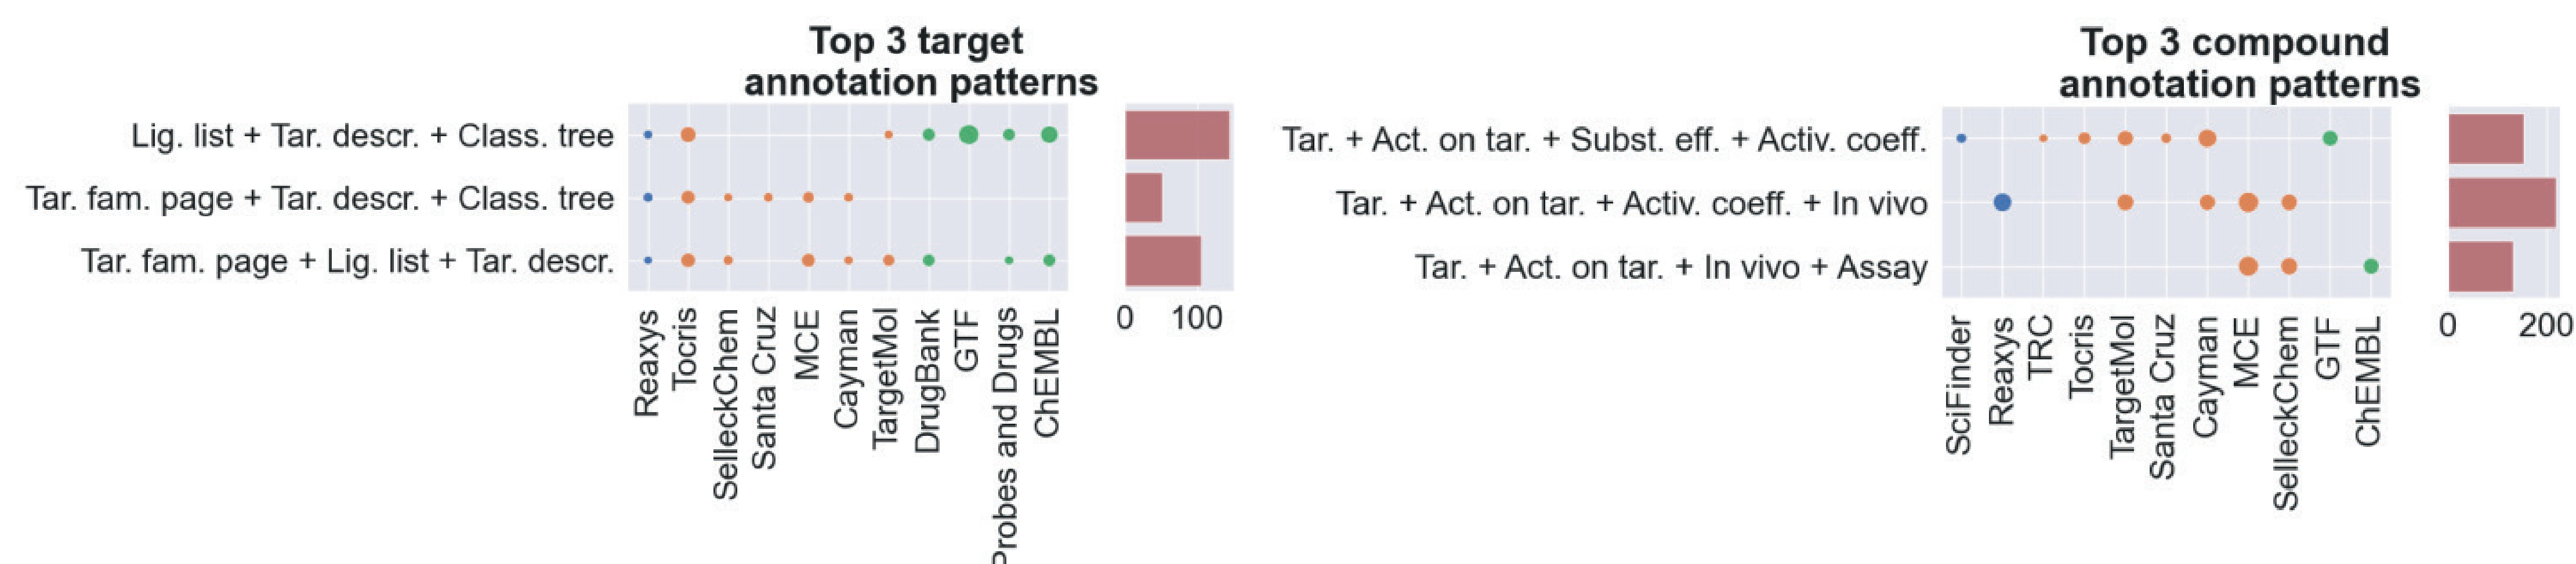 Top 3 target
annotation patterns
Lig. list + Tar. descr. + Class. tree
Tar. fam. page + Tar. descr. + Class. tree
Tar. fam. page + Lig. list + Tar. descr.
Reaxys
Tocris
SelleckChem
Santa Cruz
MCE
Cayman
TargetMol
DrugBank
GTF
Probes and Drugs
ChEMBL
0 100
Top 3 compound
annotation patterns
Tar. + Act. on tar. + Subst. eff. + Activ. coeff.
Tar. + Act. on tar. + Activ. coeff. + In vivo
Tar. + Act. on tar. + In vivo + Assay
SciFinder
Reaxys
TRC
Tocris
TargetMol
Santa Cruz
Cayman
MCE
SelleckChem
GTF
ChEMBL
0 200